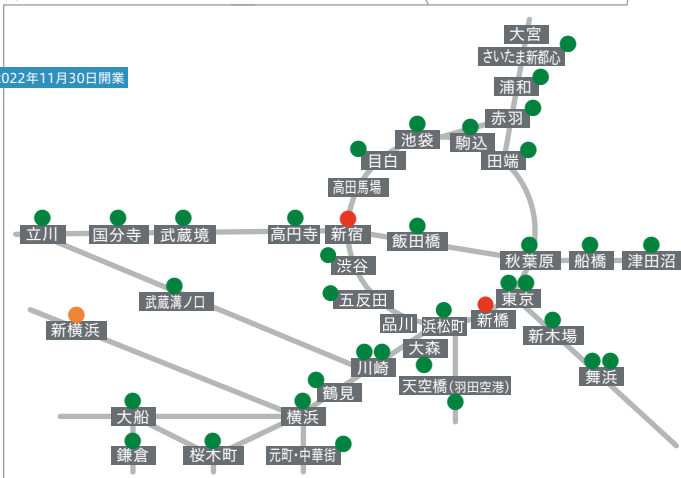 大宮
さいたま新都心
2022年11月30日開業
浦和
赤羽
池袋
駒込
田端
目白
高田馬場
立川
国分寺
武蔵境
高円寺
新宿
飯田橋
秋葉原
船橋
津田沼
渋谷
武蔵溝ノ口
五反田
東京
新横浜
品川
浜松町
新橋
新木場
大森
川崎
天空橋(羽田空港)
舞浜
鶴見
大船
横浜
鎌倉
桜木町
元町・中華街